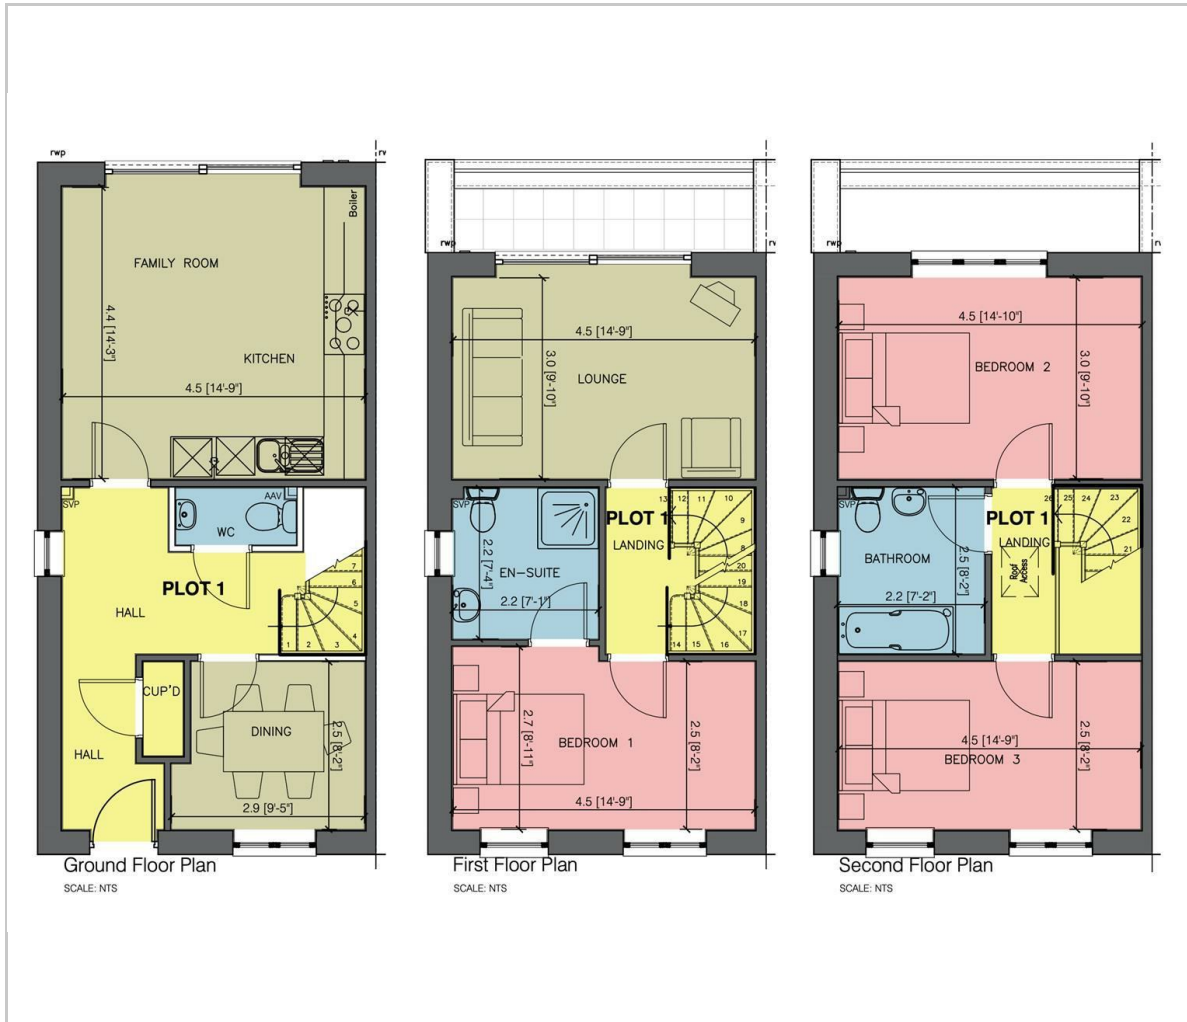 rwp
Boiler
FAMILY ROOM
4.4 [14'-3"]
KITCHEN
4.5 [14'-9"]
SVP
AAV
WC
PLOT 1
HALL
7
6
5
4
1 2 3
CUP'D
DINING
2.5 [8'-2"]
HALL
2.9 [9'-5"]
Ground Floor Plan
SCALE: NTS
rwp
4.5 [14'-9"]
3.0 [9'-10"]
LOUNGE
SVP
13 12 11 10
PLOT 1
9
LANDING
8
2.2 [7'-4"]
EN-SUITE
20
19
2.2 [7'-1"]
18
17
14 15 16
2.7 [8'-11"]
BEDROOM 1
2.5 [8'-2"]
4.5 [14'-9"]
First Floor Plan
SCALE: NTS
rwp
4.5 [14'-10"]
BEDROOM 2
3.0 [9'-10"]
SVP
26 25 24 23
PLOT 1
22
LANDING
21
BATHROOM
2.5 [8'-2"]
Roof
Access
2.2 [7'-2"]
4.5 [14'-9"]
BEDROOM 3
2.5 [8'-2"]
Second Floor Plan
SCALE: NTS